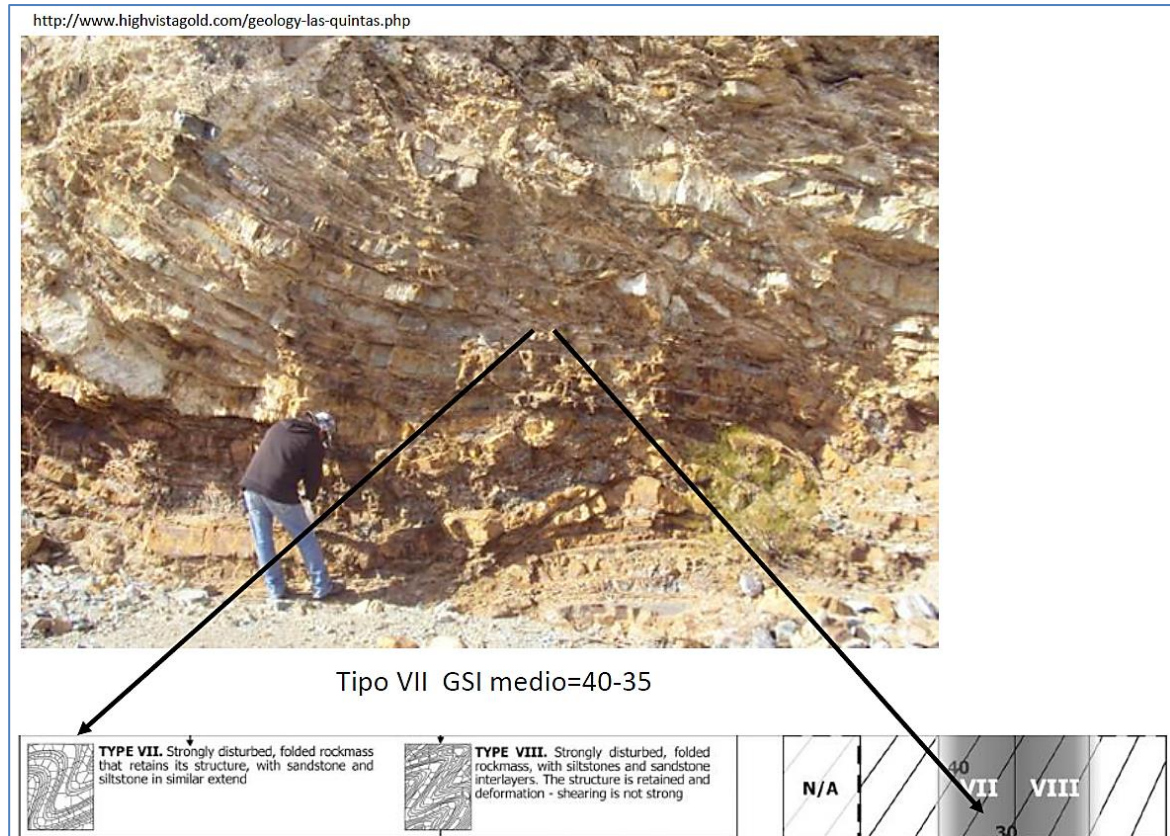 http://www.highvistagold.com/geology-las-quintas.php
Tipo VII GSI medio=40-35
TYPE VII. Strongly disturbed, folded rockmass
that retains its structure, with sandstone and
siltstone in similar extend
TYPE VIII. Strongly disturbed, folded
rockmass, with siltstones and sandstone
interlayers. The structure is retained and
deformation - shearing is not strong
N/A
40
VII
VIII
30